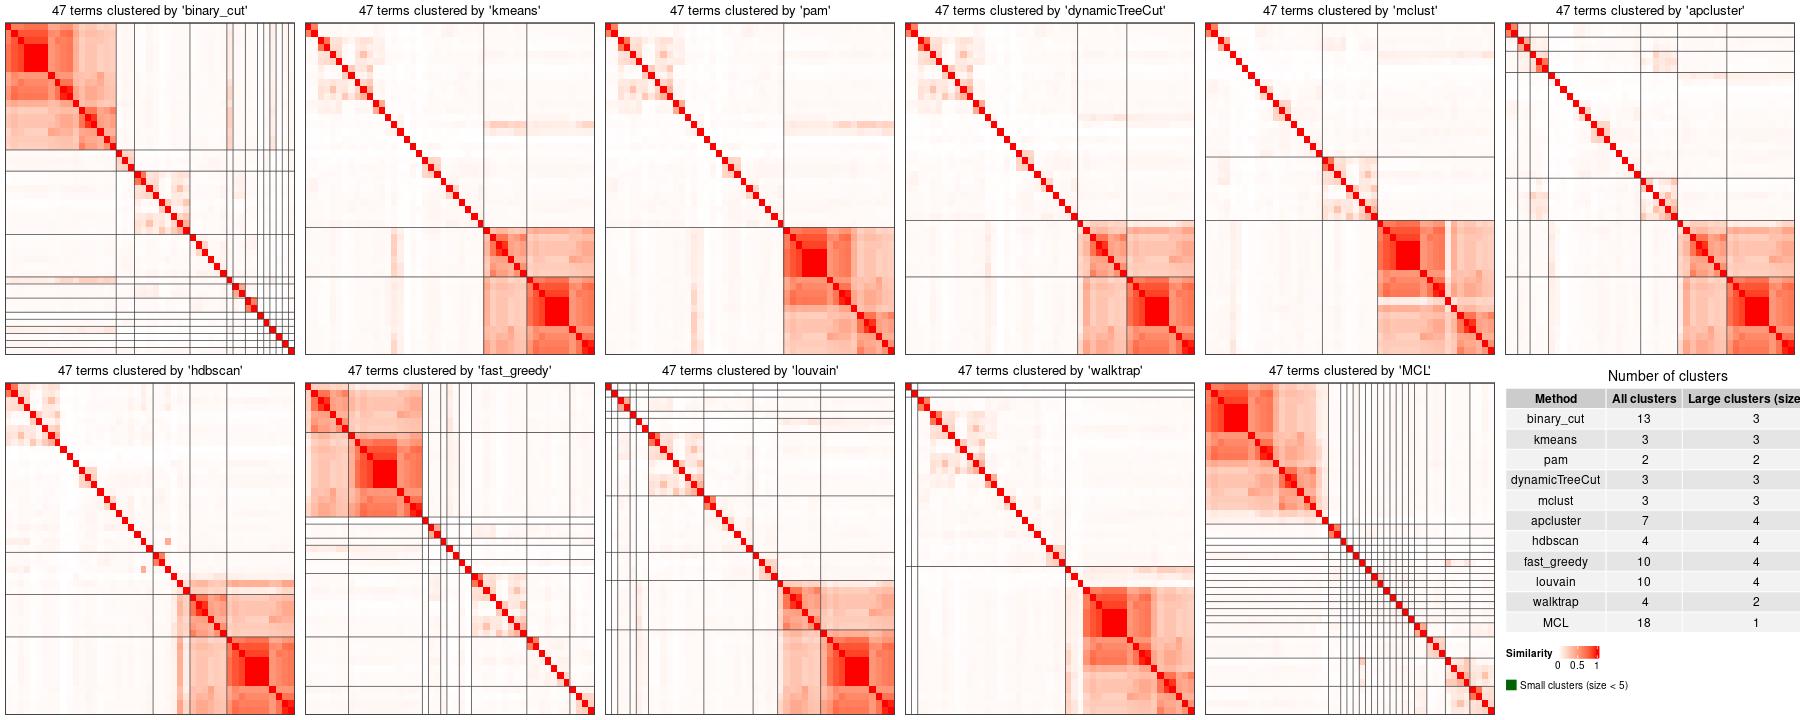 47 terms clustered by 'binary_cut'
47 terms clustered by 'kmeans'
47 terms clustered by 'pam'
47 terms clustered by 'dynamicTreeCut'
47 terms clustered by 'mclust'
47 terms clustered by 'apcluster'
47 terms clustered by 'hdbscan'
47 terms clustered by 'fast_greedy'
47 terms clustered by 'louvain'
47 terms clustered by 'walktrap'
47 terms clustered by 'MCL'
Number of clusters
Method All clusters Large clusters (size
binary_cut 13 3
kmeans 3 3
pam 2 2
dynamicTreeCut 3 3
mclust 3 3
apcluster 7 4
hdbscan 4 4
fast_greedy 10 4
louvain 10 4
walktrap 4 2
MCL 18 1
Similarity
0 0.5 1
Small clusters (size < 5)